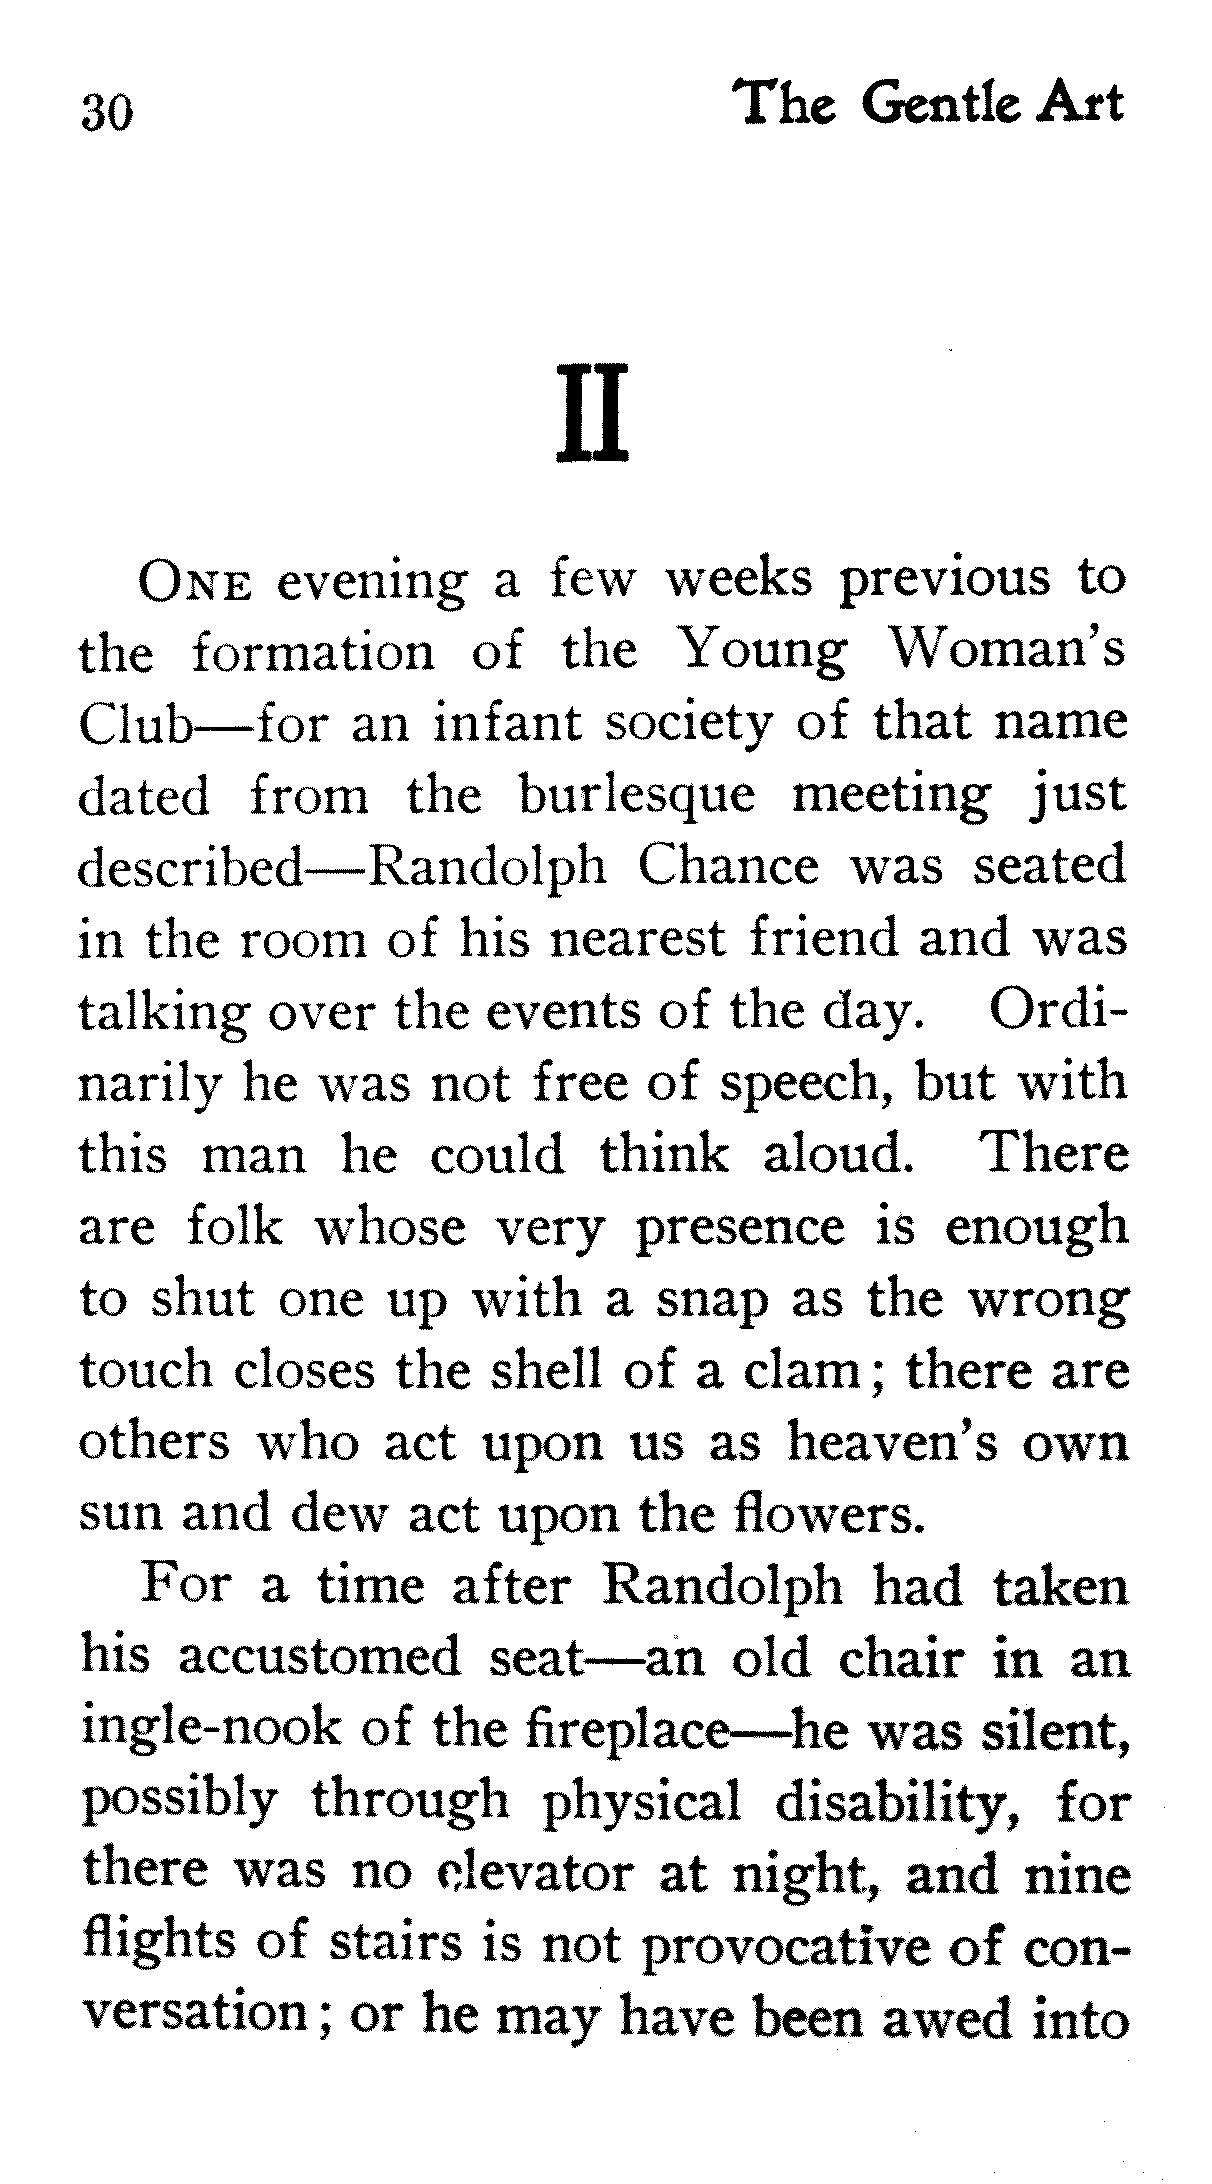 30
The Gentle Art
II
ONE evening a few weeks previous to
the formation of the Young Woman's
Club—for an infant society of that name
dated from the burlesque meeting just
described—Randolph Chance was seated
in the room of his nearest friend and was
talking over the events of the day. Ordi-
narily he was not free of speech, but with
this man he could think aloud. There
are folk whose very presence is enough
to shut one up with a snap as the wrong
touch closes the shell of a clam; there are
others who act upon us as heaven's own
sun and dew act upon the flowers.
For a time after Randolph had taken
his accustomed seat—an old chair in an
ingle-nook of the fireplace—he was silent,
possibly through physical disability, for
there was no elevator at night, and nine
flights of stairs is not provocative of con-
versation; or he may have been awed into